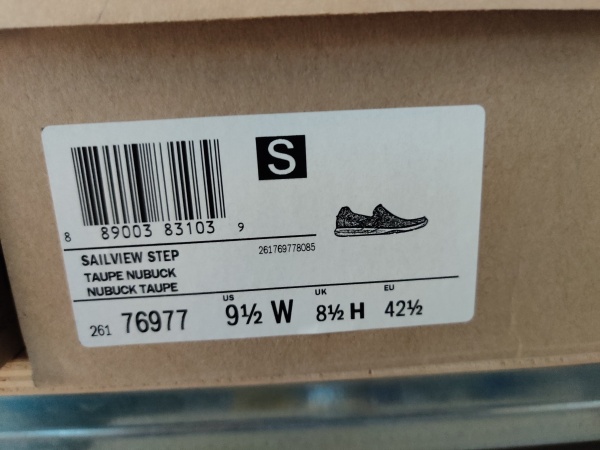 S
8 89003 83103 9
261769778085
SAILVIEW STEP
TAUPE NUBUCK
NUBUCK TAUPE
261 76977
US UK EU
9½ W 8½ H 42½